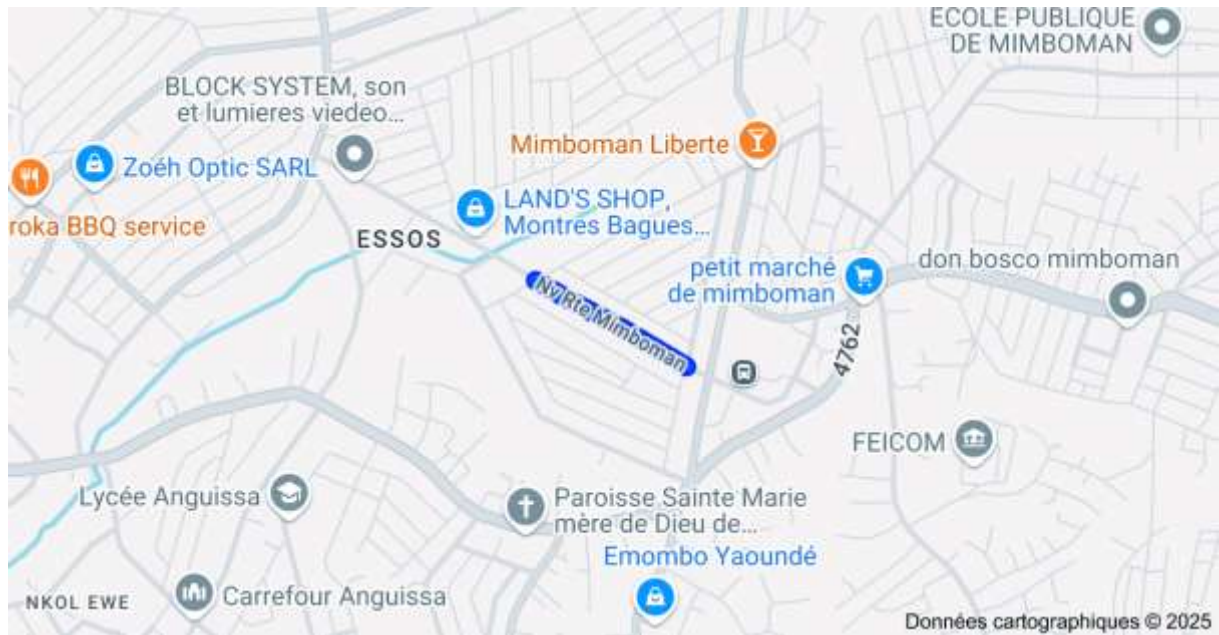 ECOLE PUBLIQUE
DE MIMBOMAN
BLOCK SYSTEM, son
et lumieres viedeo...
Mimboman Liberte
Zoéh Optic SARL
LAND'S SHOP,
Montres Bagues...
roka BBQ service
ESSOS
petit marché
de mimboman
don bosco mimboman
Nv Rte Mimboman
4762
FEICOM
Lycée Anguissa
Paroisse Sainte Marie
mère de Dieu de...
Emombo Yaoundé
NKOL EWE
Carrefour Anguissa
Données cartographiques © 2025